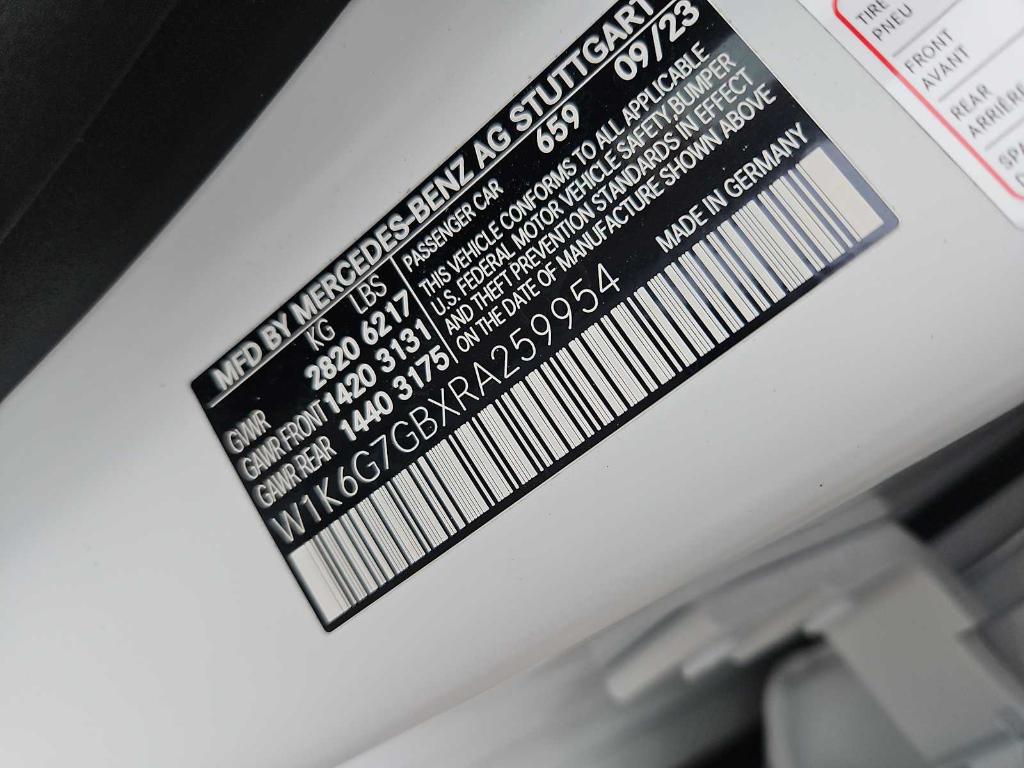 MFD BY MERCEDES-BENZ AG STUTTGART
KG LBS
659 09/23
GVWR 2820 6217
GAWR FRONT 1420 3131
GAWR REAR 1440 3175
PASSENGER CAR
THIS VEHICLE CONFORMS TO ALL APPLICABLE
U.S. FEDERAL MOTOR VEHICLE SAFETY,BUMPER
AND THEFT PREVENTION STANDARDS IN EFFECT
ON THE DATE OF MANUFACTURE SHOWN ABOVE
MADE IN GERMANY
W1K6G7GBXRA259954
TIRE
PNEU
FRONT
AVANT
REAR
ARRIÈRE